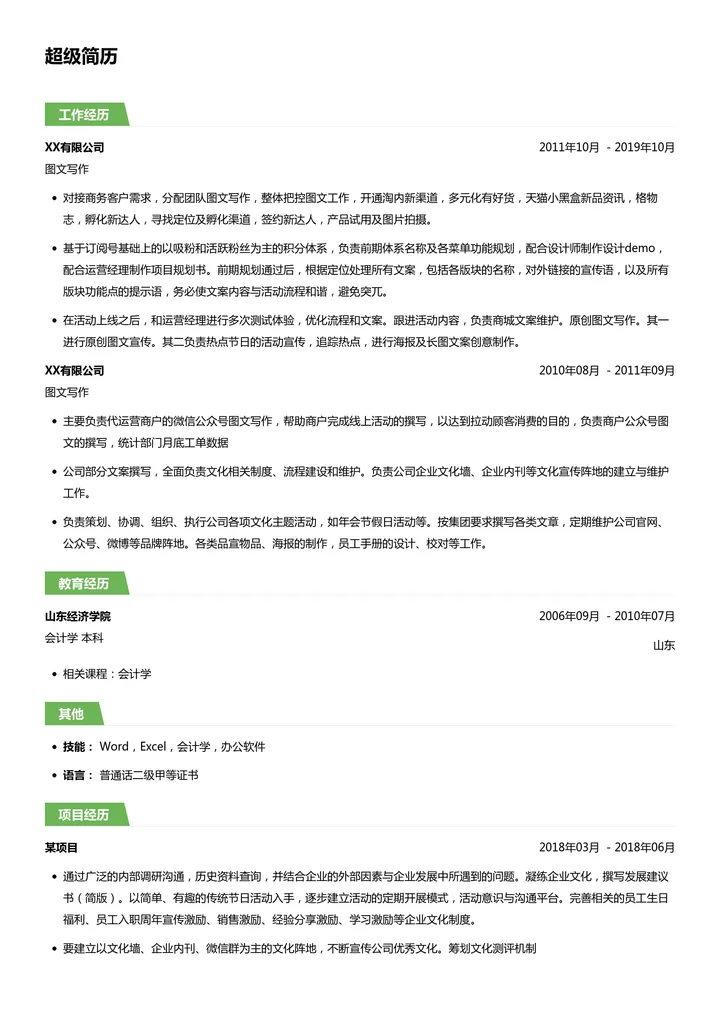 超级简历
工作经历
XX有限公司 2011年10月 - 2019年10月
图文写作
• 对接商务客户需求，分配团队图文写作，整体把控图文工作，开通淘内新渠道，多元化有好货，天猫小黑盒新品资讯，格物
志，孵化新达人，寻找定位及孵化渠道，签约新达人，产品试用及图片拍摄。
• 基于订阅号基础上的以吸粉和活跃粉丝为主的积分体系，负责前期体系名称及各菜单功能规划，配合设计师制作设计demo，
配合运营经理制作项目规划书。前期规划通过后，根据定位处理所有文案，包括各版块的名称，对外链接的宣传语，以及所有
版块功能点的提示语，务必使文案内容与活动流程和谐，避免突兀。
• 在活动上线之后，和运营经理进行多次测试体验，优化流程和文案。跟进活动内容，负责商城文案维护。原创图文写作。其一
进行原创图文宣传。其二负责热点节日的活动宣传，追踪热点，进行海报及长图文案创意制作。
XX有限公司 2010年08月 - 2011年09月
图文写作
• 主要负责代运营商户的微信公众号图文写作，帮助商户完成线上活动的撰写，以达到拉动顾客消费的目的，负责商户公众号图
文的撰写，统计部门月底工单数据
• 公司部分文案撰写，全面负责文化相关制度、流程建设和维护。负责公司企业文化墙、企业内刊等文化宣传阵地的建立与维护
工作。
• 负责策划、协调、组织、执行公司各项文化主题活动，如年会节假日活动等。按集团要求撰写各类文章，定期维护公司官网、
公众号、微博等品牌阵地。各类品宣物品、海报的制作，员工手册的设计、校对等工作。
教育经历
山东经济学院 2006年09月 - 2010年07月
会计学 本科 山东
• 相关课程：会计学
其他
• 技能： Word，Excel，会计学，办公软件
• 语言： 普通话二级甲等证书
项目经历
某项目 2018年03月 - 2018年06月
• 通过广泛的内部调研沟通，历史资料查询，并结合企业的外部因素与企业发展中所遇到的问题。凝练企业文化，撰写发展建议
书（简版）。以简单、有趣的传统节日活动入手，逐步建立活动的定期开展模式，活动意识与沟通平台。完善相关的员工生日
福利、员工入职周年宣传激励、销售激励、经验分享激励、学习激励等企业文化制度。
• 要建立以文化墙、企业内刊、微信群为主的文化阵地，不断宣传公司优秀文化。筹划文化测评机制